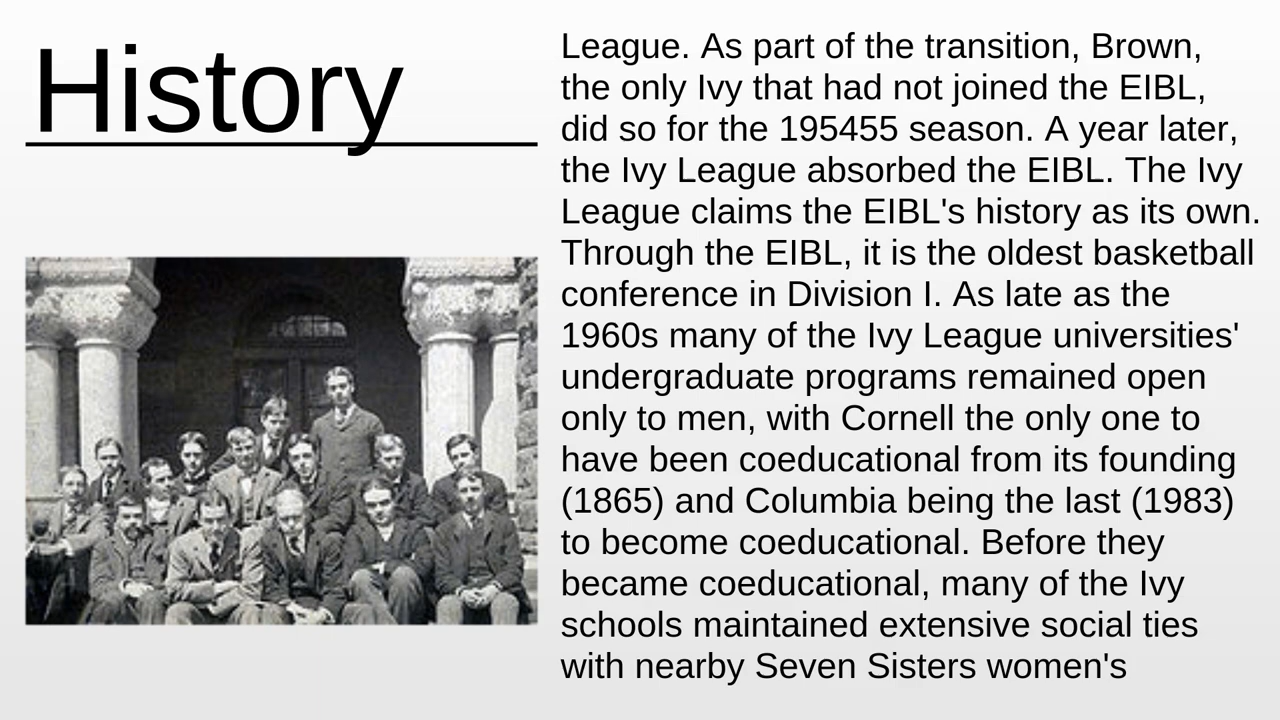 History
League. As part of the transition, Brown,
the only Ivy that had not joined the EIBL,
did so for the 195455 season. A year later,
the Ivy League absorbed the EIBL. The Ivy
League claims the EIBL's history as its own.
Through the EIBL, it is the oldest basketball
conference in Division I. As late as the
1960s many of the Ivy League universities'
undergraduate programs remained open
only to men, with Cornell the only one to
have been coeducational from its founding
(1865) and Columbia being the last (1983)
to become coeducational. Before they
became coeducational, many of the Ivy
schools maintained extensive social ties
with nearby Seven Sisters women's